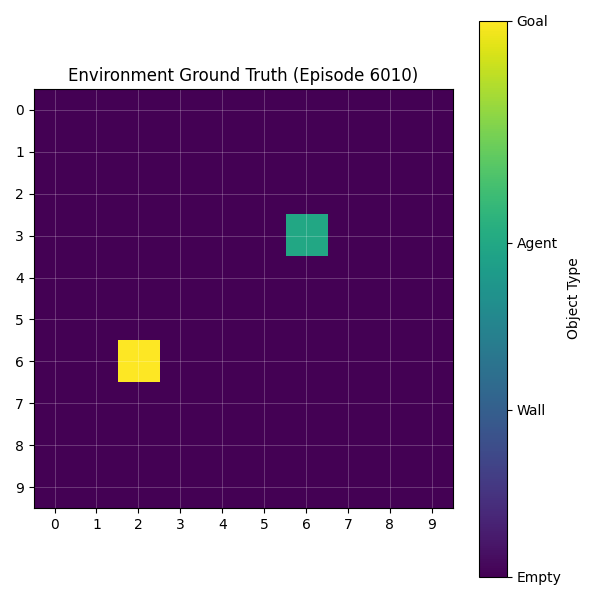 Environment Ground Truth (Episode 6010)
Goal
Agent
Wall
Empty
Object Type
0
1
2
3
4
5
6
7
8
9
0 1 2 3 4 5 6 7 8 9